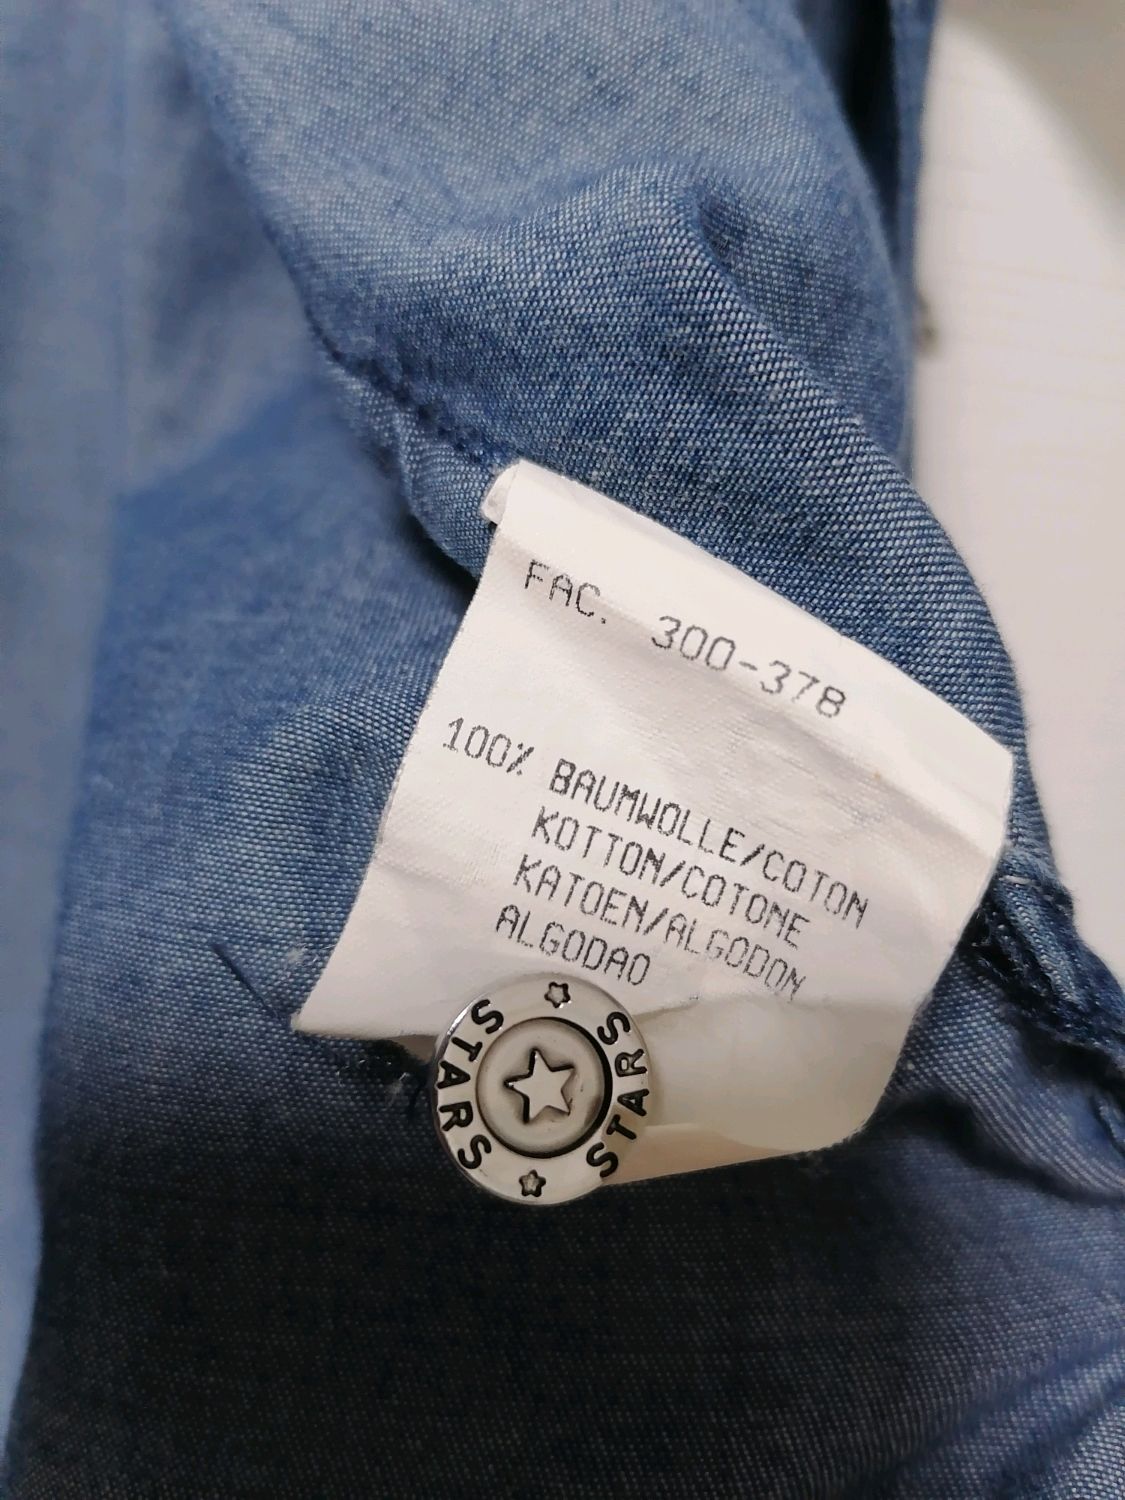 FAC. 300-378
100% BAUMWOLLE/COTON
KOTTON/COTONE
KATOEN/ALGODON
ALGODAO
STARS
STARS